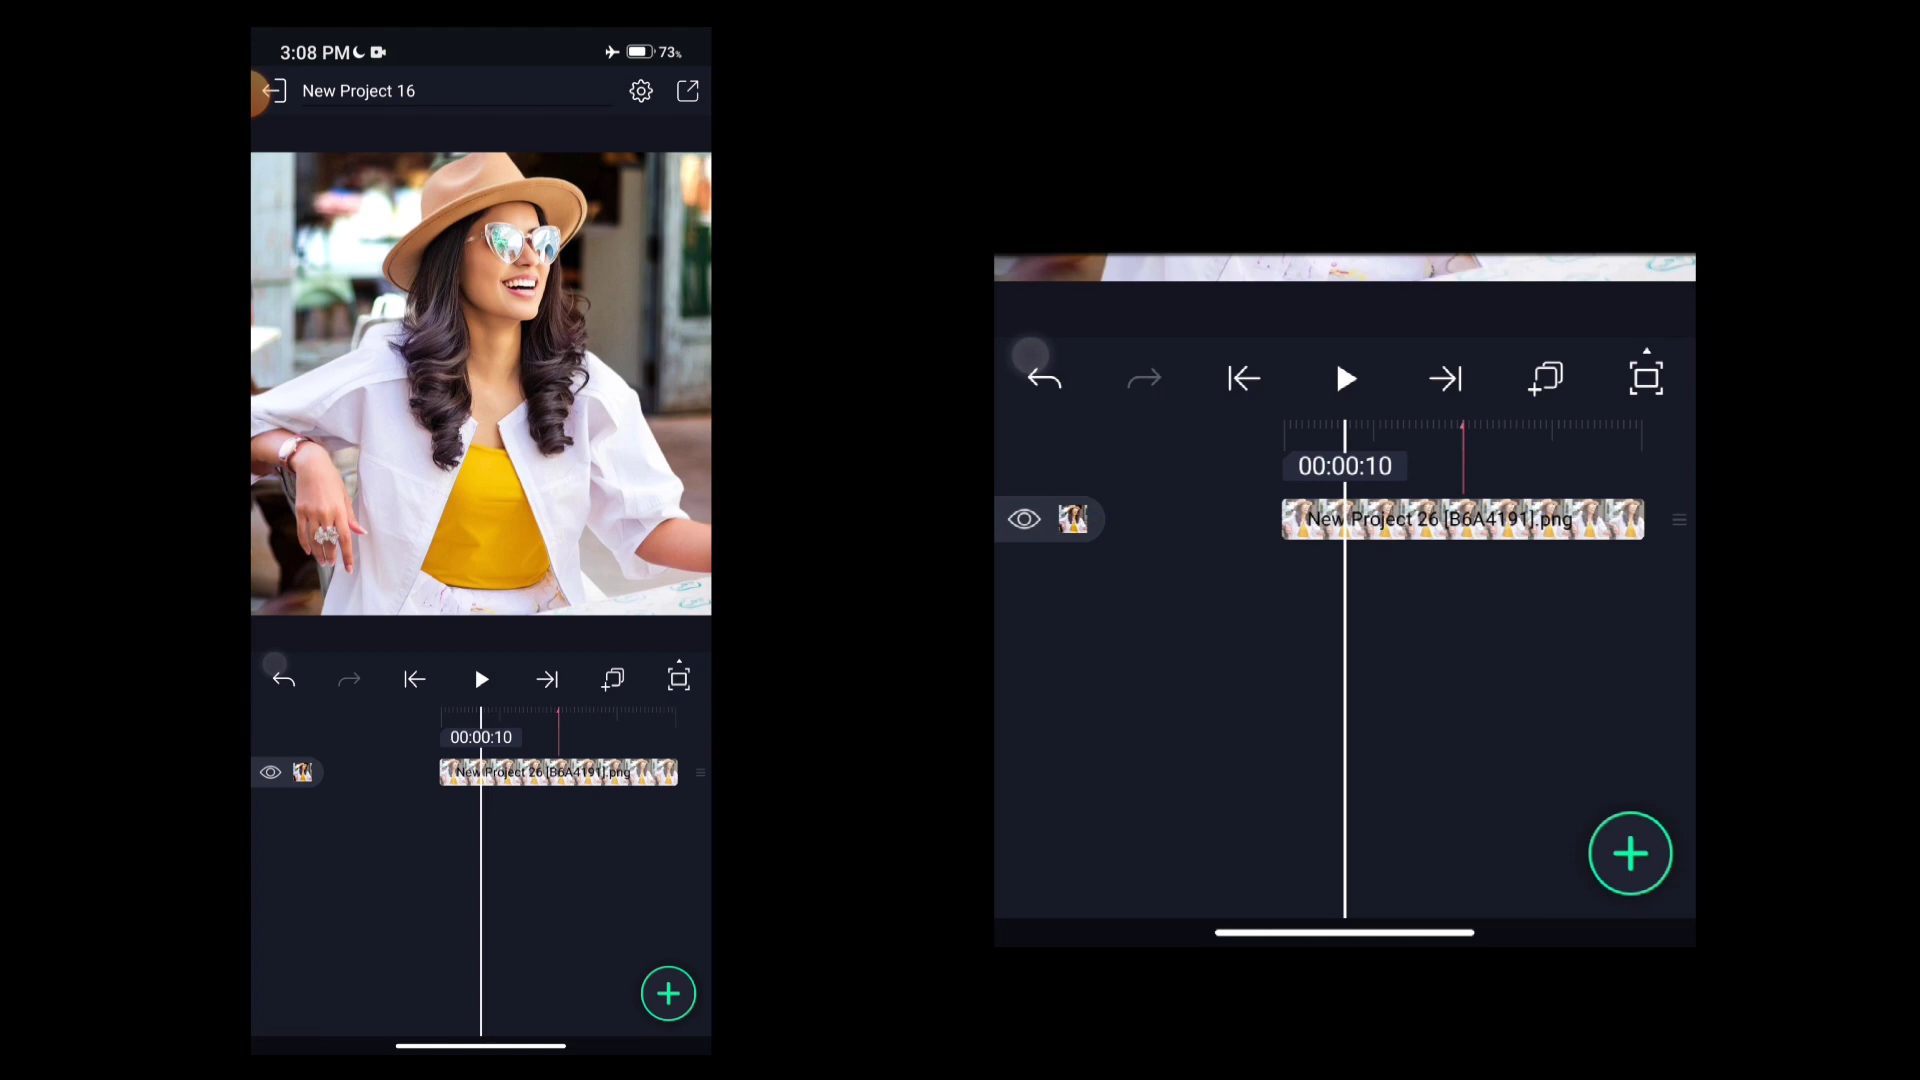 3:08 PM
73%
New Project 16
00:00:10
New Project 26 [B6A4191].png
00:00:10
New Project 26 [B6A4191].png